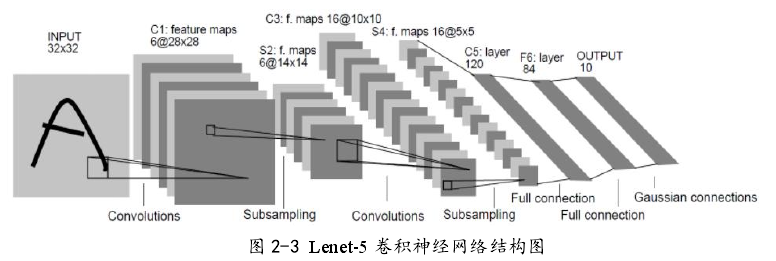 INPUT
32x32
C1: feature maps
6@28x28
S2: f. maps
6@14x14
C3: f. maps 16@10x10
S4: f. maps 16@5x5
C5: layer
120
F6: layer
84
OUTPUT
10
Convolutions
Subsampling
Convolutions
Subsampling
Full connection
Full connection
Gaussian connections
图 2-3 Lenet-5 卷积神经网络结构图